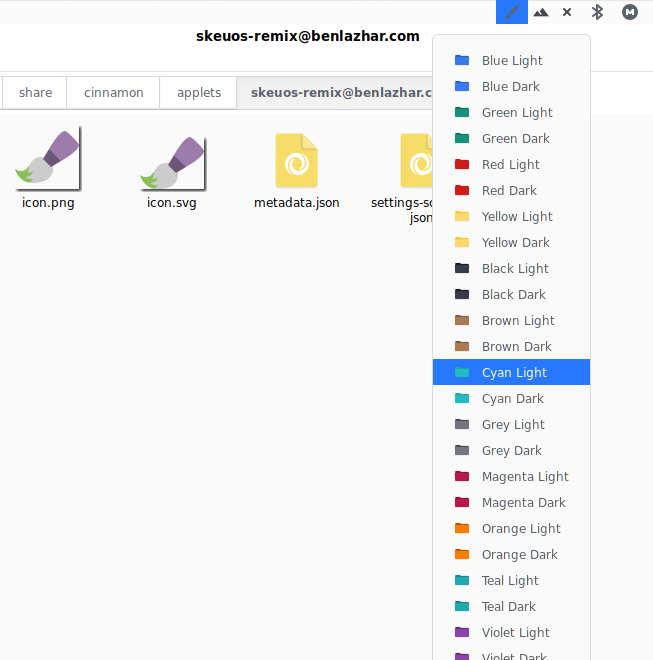 skeuos-remix@benlazhar.com
share
cinnamon
applets
skeuos-remix@benlazhar.c
icon.png
icon.svg
metadata.json
settings-sc
json
Blue Light
Blue Dark
Green Light
Green Dark
Red Light
Red Dark
Yellow Light
Yellow Dark
Black Light
Black Dark
Brown Light
Brown Dark
Cyan Light
Cyan Dark
Grey Light
Grey Dark
Magenta Light
Magenta Dark
Orange Light
Orange Dark
Teal Light
Teal Dark
Violet Light
Violet Dark